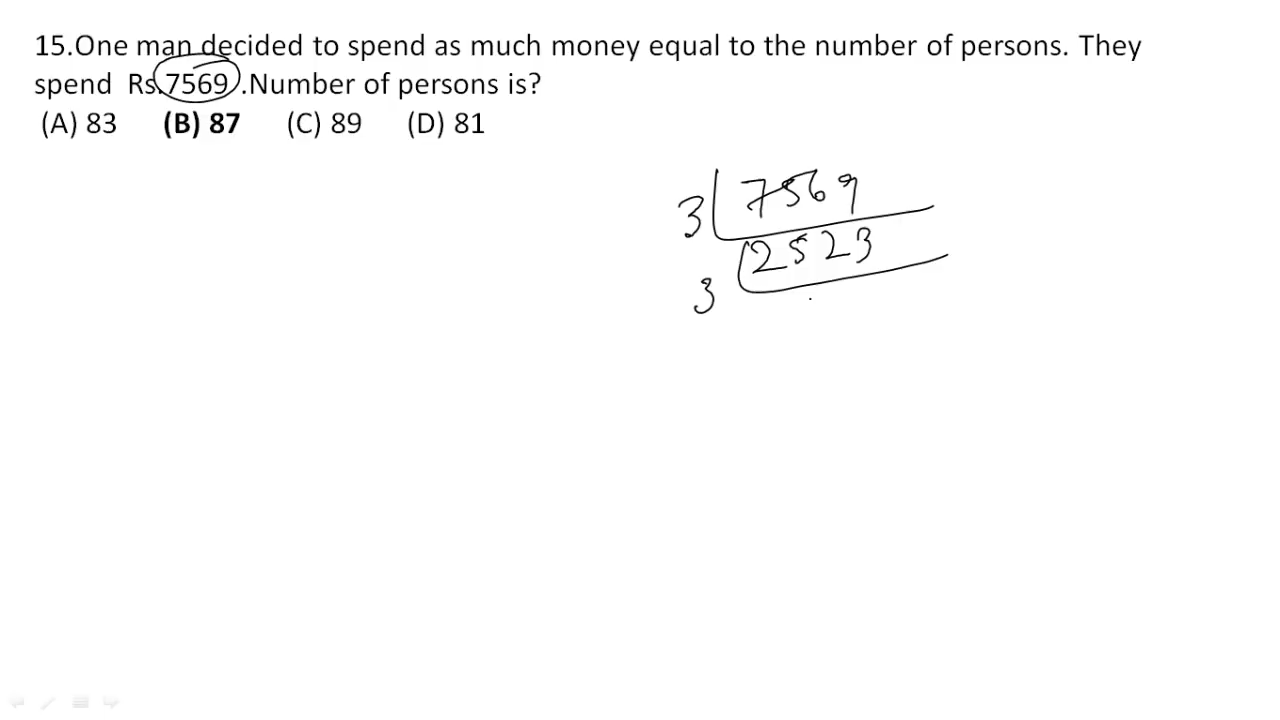 15.One man decided to spend as much money equal to the number of persons. They
spend Rs.7569.Number of persons is?
(A) 83 (B) 87 (C) 89 (D) 81
3 7569
3 2523